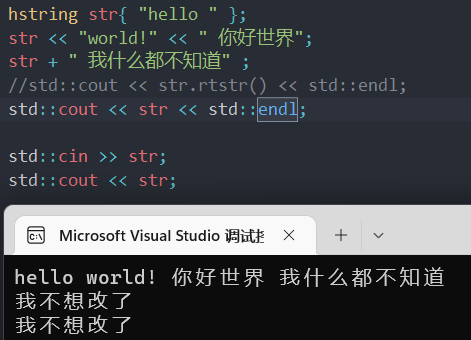 hstring str{ "hello " };
str << "world!" << " 你好世界";
str + " 我什么都不知道" ;
//std::cout << str.rtstr() << std::endl;
std::cout << str << std::endl;
std::cin >> str;
std::cout << str;
Microsoft Visual Studio 调试
hello world! 你好世界 我什么都不知道
我不想改了
我不想改了